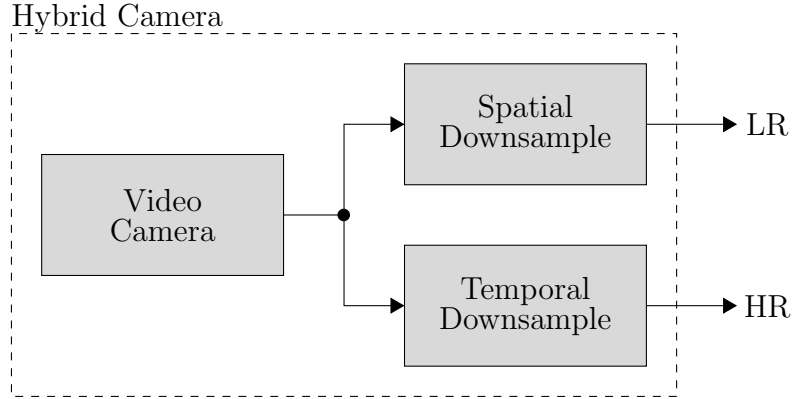 Hybrid Camera
Spatial
Downsample
LR
Video
Camera
Temporal
Downsample
HR